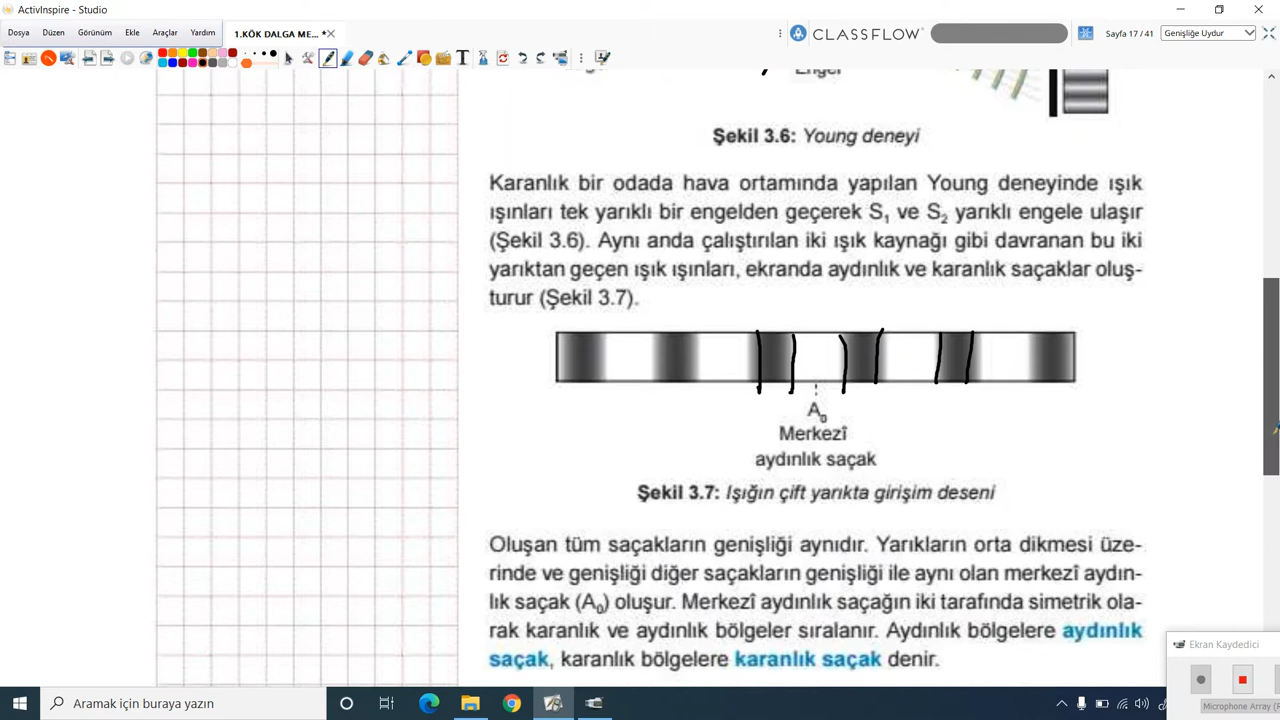 ActivInspire - Studio
Dosya Düzen Görünüm Ekle Araçlar Yardım 1.KÖK DALGA ME... * CLASSFLOW Sayfa 17 / 41 Genişliğe Uydur
Engel
Şekil 3.6: Young deneyi
Karanlık bir odada hava ortamında yapılan Young deneyinde ışık
ışınları tek yarıklı bir engelden geçerek S₁ ve S₂ yarıklı engele ulaşır
(Şekil 3.6). Aynı anda çalıştırılan iki ışık kaynağı gibi davranan bu iki
yarıktan geçen ışık ışınları, ekranda aydınlık ve karanlık saçaklar oluş-
turur (Şekil 3.7).
A₀
Merkezî
aydınlık saçak
Şekil 3.7: Işığın çift yarıkta girişim deseni
Oluşan tüm saçakların genişliği aynıdır. Yarıkların orta dikmesi üze-
rinde ve genişliği diğer saçakların genişliği ile aynı olan merkezî aydın-
lık saçak (A₀) oluşur. Merkezî aydınlık saçağın iki tarafında simetrik ola-
rak karanlık ve aydınlık bölgeler sıralanır. Aydınlık bölgelere aydınlık
saçak, karanlık bölgelere karanlık saçak denir.
Ekran Kaydedici
Microphone Array (R
Aramak için buraya yazın